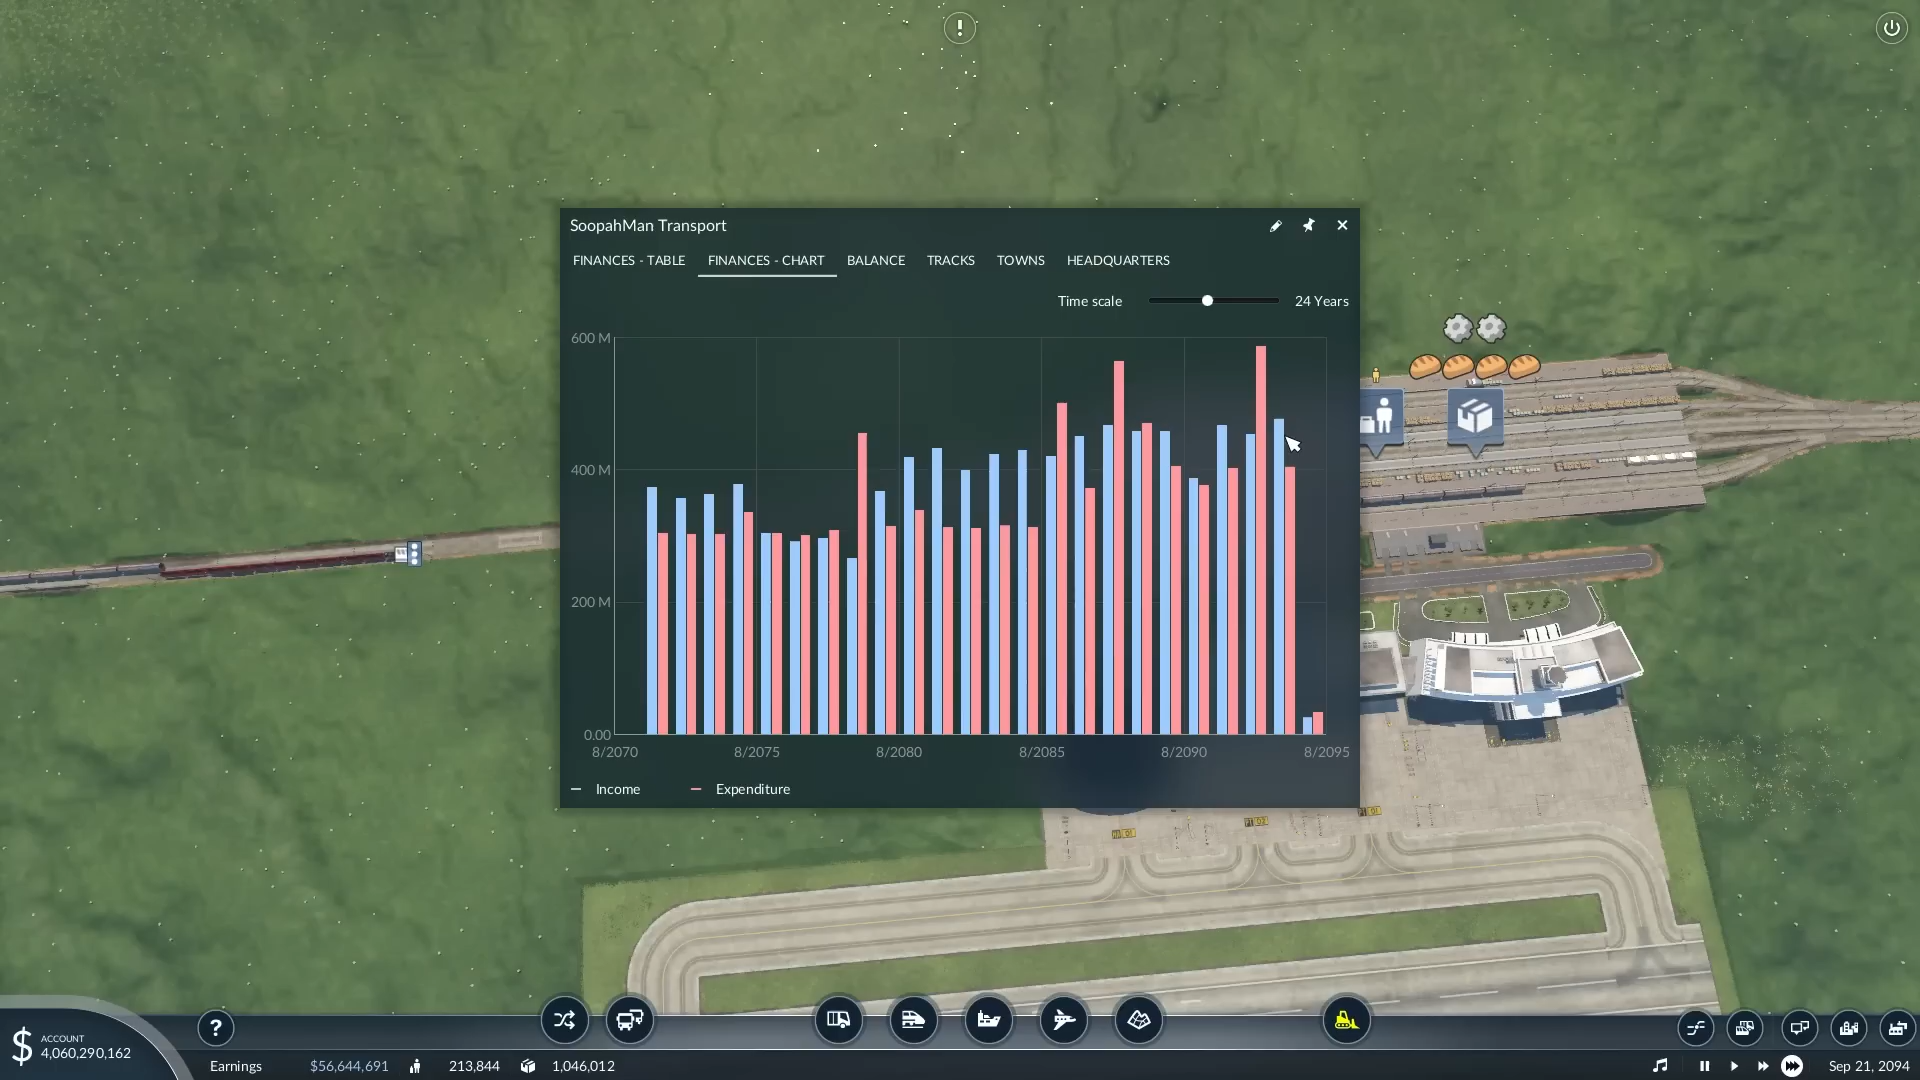 SoopahMan Transport
FINANCES - TABLE FINANCES - CHART BALANCE TRACKS TOWNS HEADQUARTERS
Time scale 24 Years
600 M
400 M
200 M
0.00
8/2070 8/2075 8/2080 8/2085 8/2090 8/2095
Income Expenditure
?
$ ACCOUNT
4,060,290,162
Earnings $56,644,691 213,844 1,046,012
Sep 21, 2094